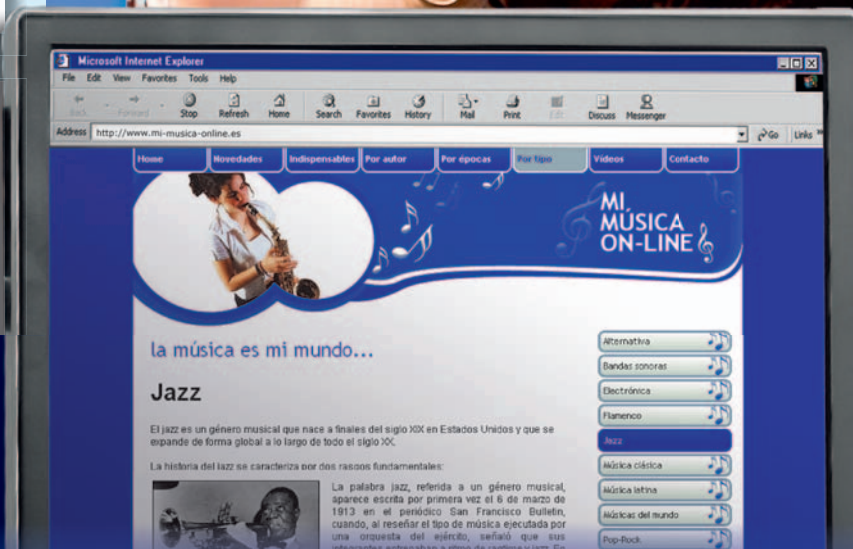 Microsoft Internet Explorer
File Edit View Favorites Tools Help
Back Forward Stop Refresh Home Search Favorites History Mail Print Edit Discuss Messenger
Address http://www.mi-musica-online.es Go Links »
Home Novedades Indispensables Por autor Por épocas Por tipo Vídeos Contacto
MI
MÚSICA
ON-LINE
la música es mi mundo...
Jazz
El jazz es un género musical que nace a finales del siglo XIX en Estados Unidos y que se
expande de forma global a lo largo de todo el siglo XX.
La historia del jazz se caracteriza por dos rasgos fundamentales:
La palabra jazz, referida a un género musical,
aparece escrita por primera vez el 6 de marzo de
1913 en el periódico San Francisco Bulletin,
cuando, al reseñar el tipo de música ejecutada por
una orquesta del ejército, señaló que sus
integrantes entrenaban a ritmo de ragtime y jazz. En
Alternativa
Bandas sonoras
Electrónica
Flamenco
Jazz
Música clásica
Música latina
Músicas del mundo
Pop-Rock